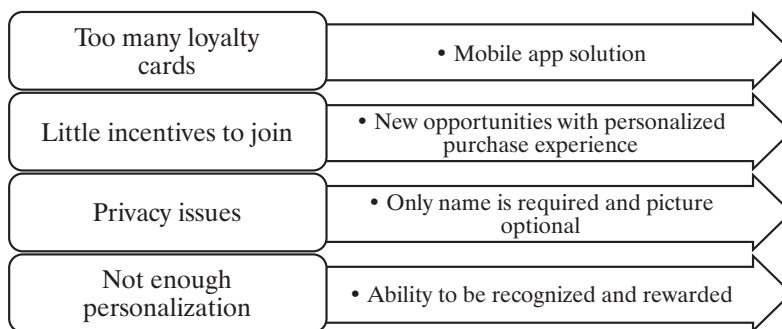 Too many loyalty
cards
• Mobile app solution
Little incentives to join
• New opportunities with personalized
purchase experience
Privacy issues
• Only name is required and picture
optional
Not enough
personalization
• Ability to be recognized and rewarded